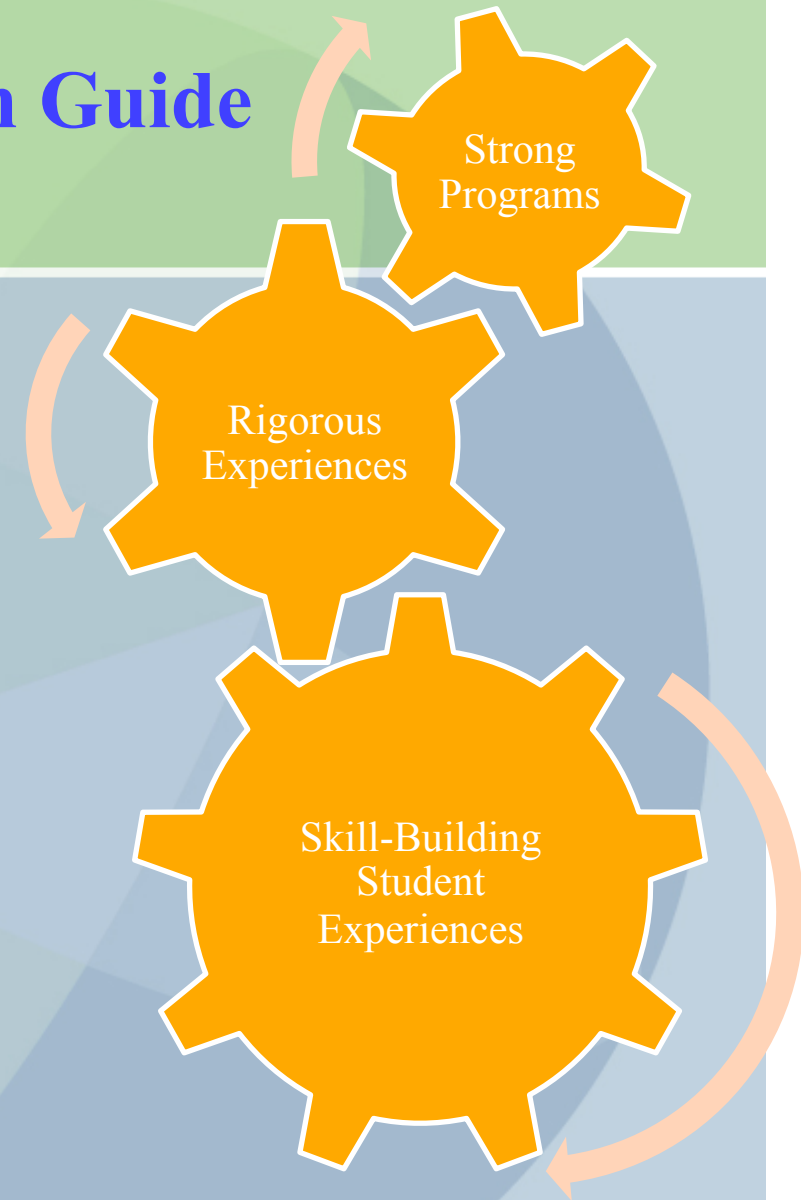 n Guide
Strong
Programs
Rigorous
Experiences
Skill-Building
Student
Experiences